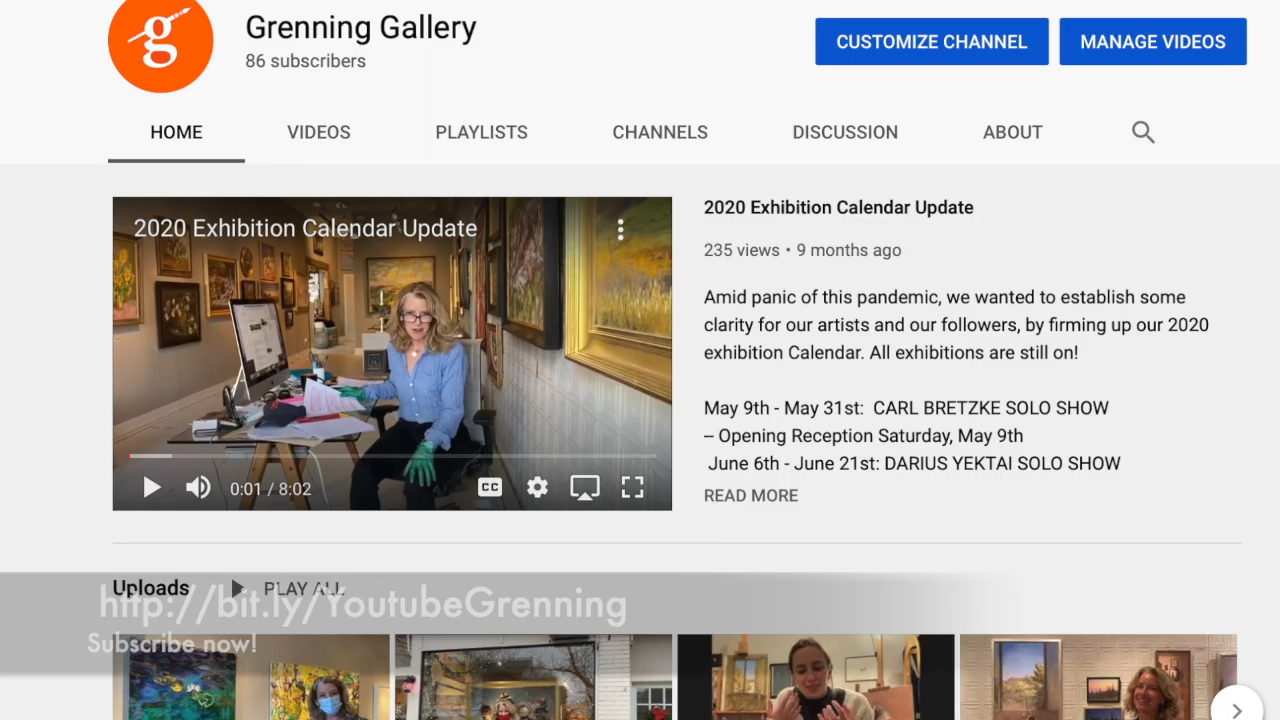 g
Grenning Gallery
86 subscribers
CUSTOMIZE CHANNEL
MANAGE VIDEOS
HOME
VIDEOS
PLAYLISTS
CHANNELS
DISCUSSION
ABOUT
2020 Exhibition Calendar Update
0:01 / 8:02
CC
2020 Exhibition Calendar Update
235 views • 9 months ago
Amid panic of this pandemic, we wanted to establish some
clarity for our artists and our followers, by firming up our 2020
exhibition Calendar. All exhibitions are still on!
May 9th - May 31st:  CARL BRETZKE SOLO SHOW
-- Opening Reception Saturday, May 9th
June 6th - June 21st: DARIUS YEKTAI SOLO SHOW
READ MORE
Uploads
PLAY ALL
http://bit.ly/YoutubeGrenning
Subscribe now!